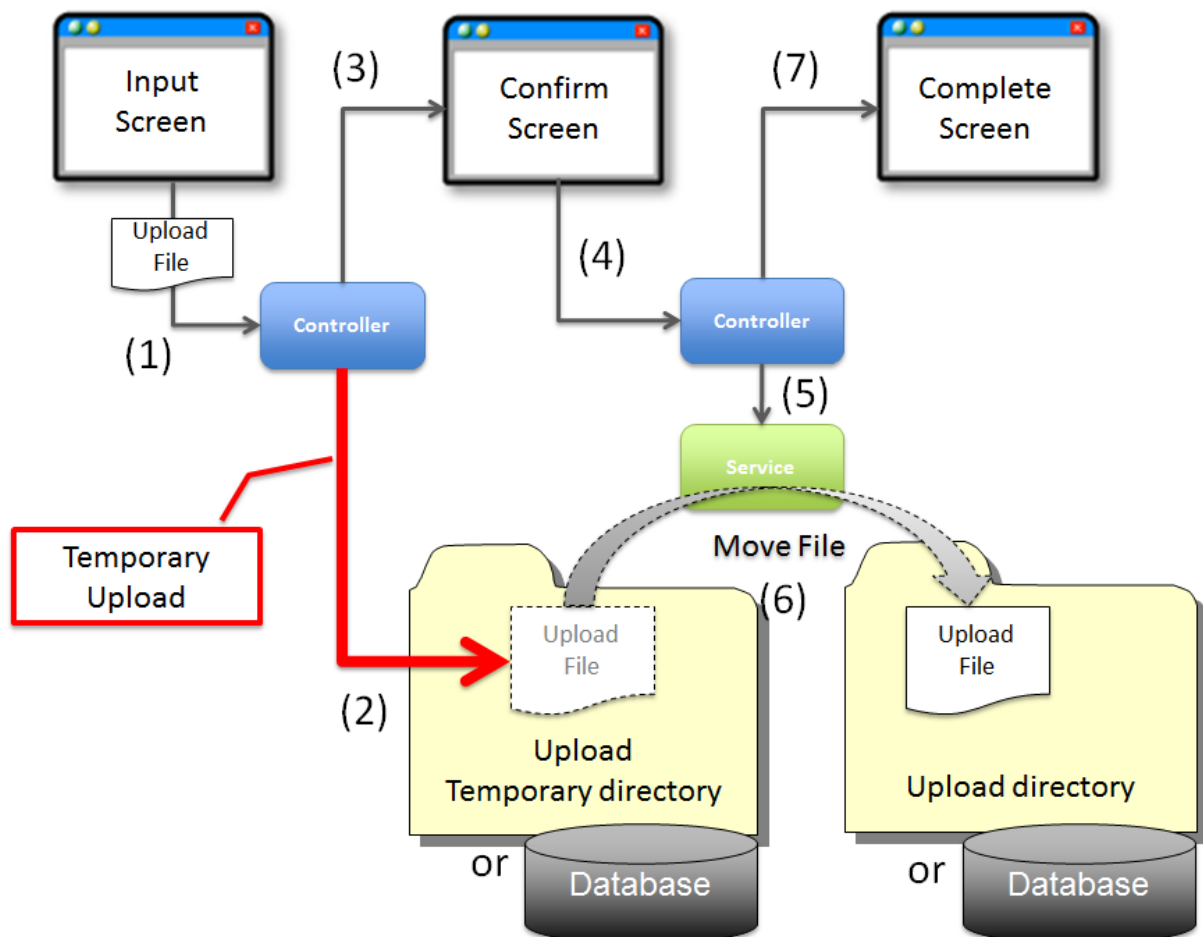 Input
Screen
(3)
Confirm
Screen
(7)
Complete
Screen
Upload
File
(4)
Controller
Controller
(1)
(5)
Service
Temporary
Upload
Move File
(6)
Upload
File
Upload
File
(2)
Upload
Temporary directory
Upload directory
or
Database
or
Database